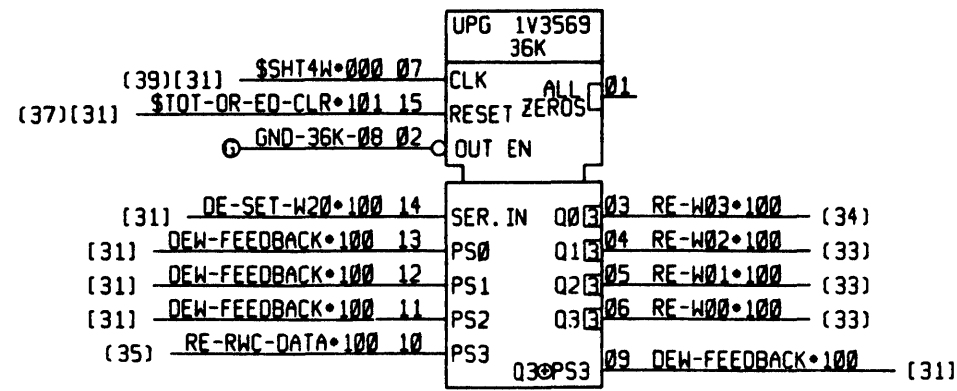 UPG 1V3569
36K
(39)[31] $SHT4W•000 07 CLK
ALL ZEROS 01
(37)[31] $TOT-OR-ED-CLR•101 15 RESET
G GND-36K-08 02 OUT EN
[31] DE-SET-W20•100 14 SER.IN Q0 3 03 RE-W03•100 (34)
[31] DEW-FEEDBACK•100 13 PS0 Q1 3 04 RE-W02•100 (33)
[31] DEW-FEEDBACK•100 12 PS1 Q2 3 05 RE-W01•100 (33)
[31] DEW-FEEDBACK•100 11 PS2 Q3 3 06 RE-W00•100 (33)
(35) RE-RWC-DATA•100 10 PS3
Q3⊕PS3 09 DEW-FEEDBACK•100 [31]